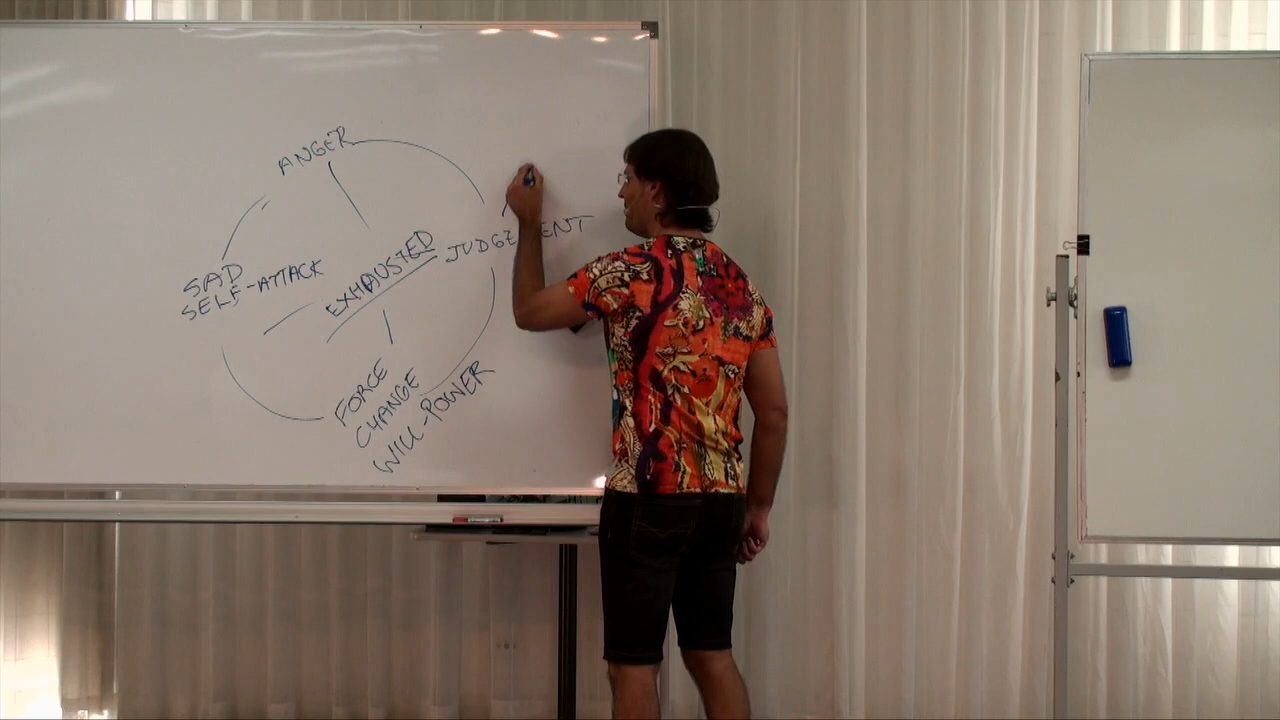 ANGER
SAD
SELF-ATTACK
EXHAUSTED
FORCE
CHANGE
WILL-POWER